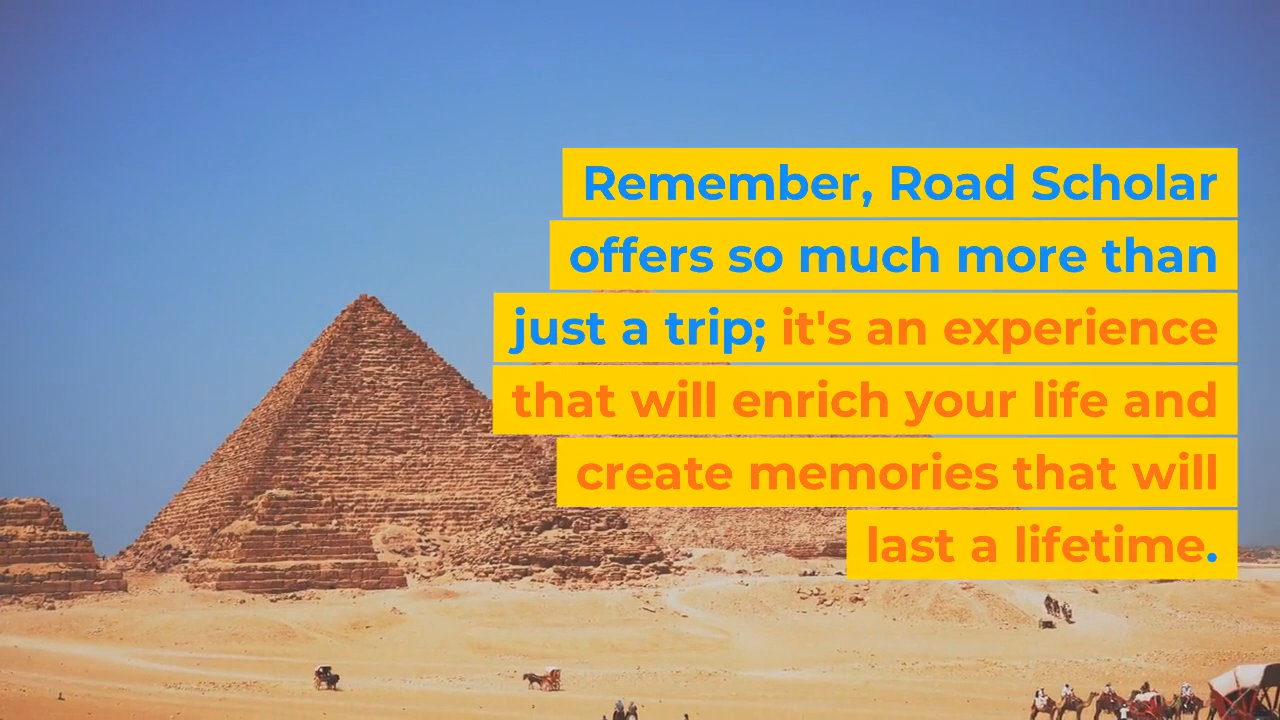 Remember, Road Scholar
offers so much more than
just a trip; it's an experience
that will enrich your life and
create memories that will
last a lifetime.